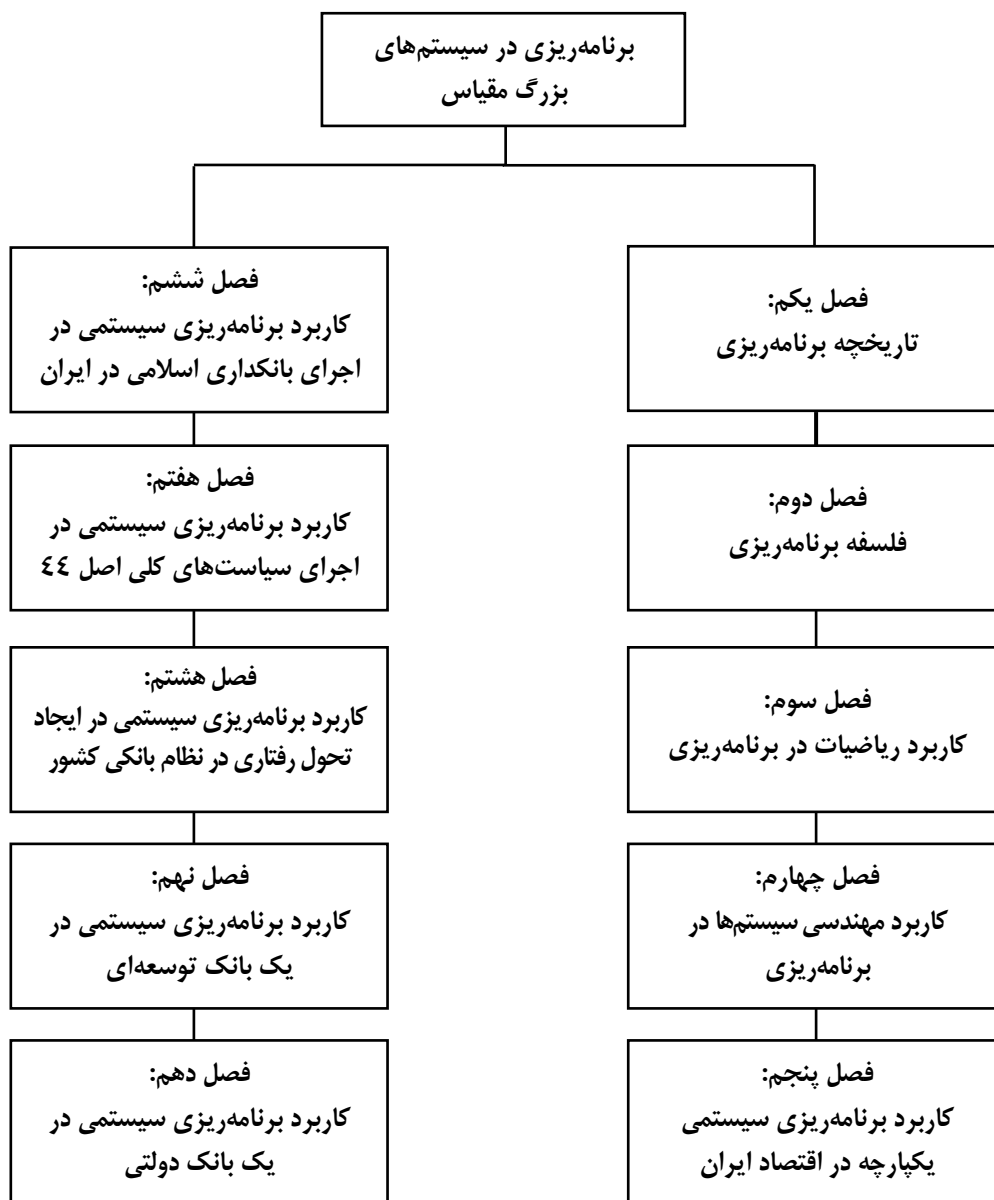 برنامه‌ریزی در سیستم‌های
بزرگ مقیاس
فصل یکم:
تاریخچه برنامه‌ریزی
فصل دوم:
فلسفه برنامه‌ریزی
فصل سوم:
کاربرد ریاضیات در برنامه‌ریزی
فصل چهارم:
کاربرد مهندسی سیستم‌ها در
برنامه‌ریزی
فصل پنجم:
کاربرد برنامه‌ریزی سیستمی
یکپارچه در اقتصاد ایران
فصل ششم:
کاربرد برنامه‌ریزی سیستمی در
اجرای بانکداری اسلامی در ایران
فصل هفتم:
کاربرد برنامه‌ریزی سیستمی در
اجرای سیاست‌های کلی اصل ٤٤
فصل هشتم:
کاربرد برنامه‌ریزی سیستمی در ایجاد
تحول رفتاری در نظام بانکی کشور
فصل نهم:
کاربرد برنامه‌ریزی سیستمی در
یک بانک توسعه‌ای
فصل دهم:
کاربرد برنامه‌ریزی سیستمی در
یک بانک دولتی